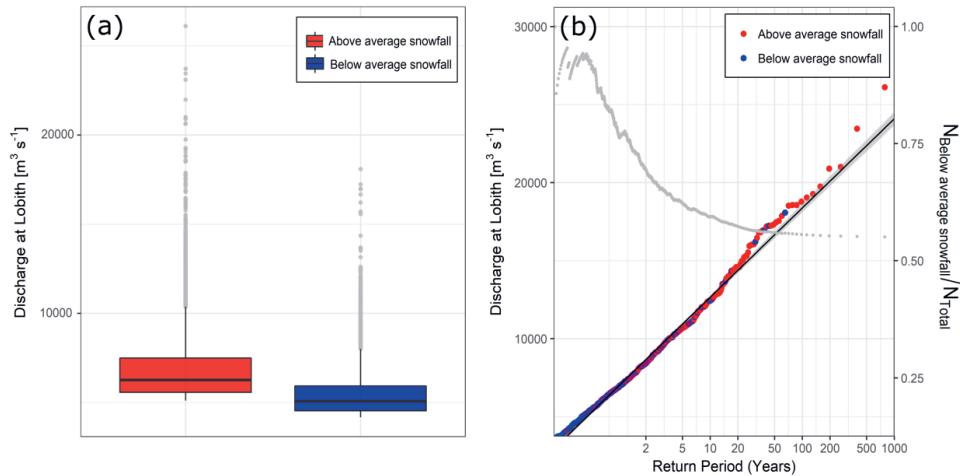 (a)
Above average snowfall
Below average snowfall
Discharge at Lobith [m³ s⁻¹]
20000
10000
(b)
Above average snowfall
Below average snowfall
Discharge at Lobith [m³ s⁻¹]
30000
20000
10000
1.00
0.75
0.50
0.25
N Below average snowfall/N Total
2 5 10 20 50 100 200 500 1000
Return Period (Years)